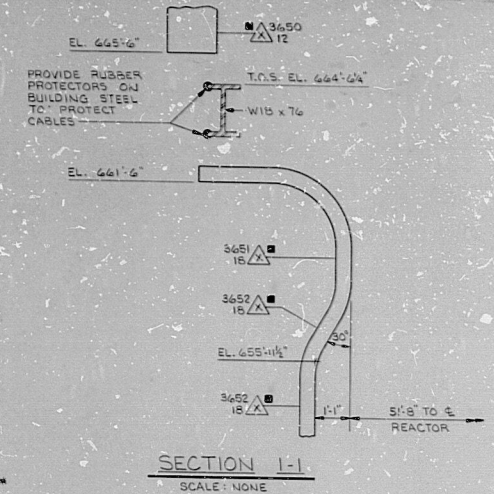 3650
12
EL. 665'-6"
PROVIDE RUBBER
PROTECTORS ON
BUILDING STEEL
TO PROTECT
CABLES
T.O.S. EL. 664'-6¼"
W18 x 76
EL. 661'-6"
3651
18
3652
18
30°
EL. 655'-11½"
3652
18
1'-1"
51'-8" TO ℄
REACTOR
SECTION 1-1
SCALE: NONE